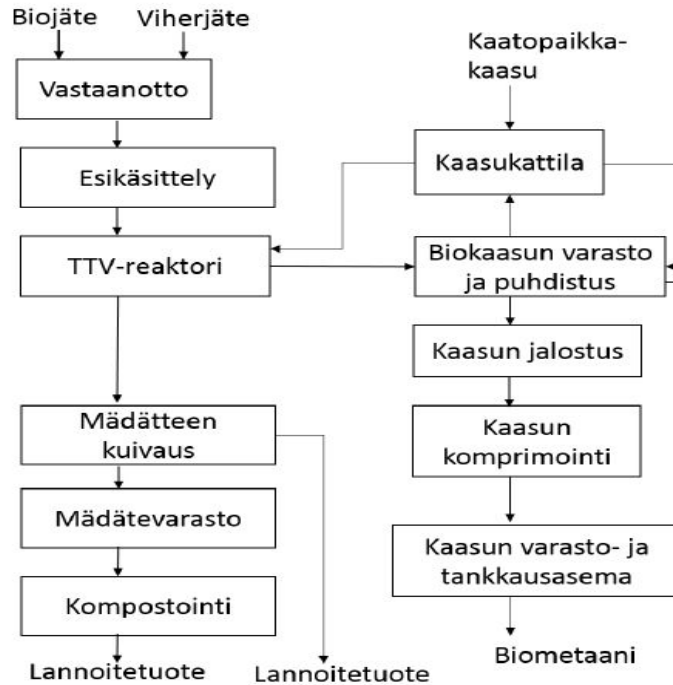 Biojäte
Viherjäte
Vastaanotto
Esikäsittely
TTV-reaktori
Mädätteen
kuivaus
Mädätevarasto
Kompostointi
Lannoitetuote
Lannoitetuote
Kaatopaikka-
kaasu
Kaasukattila
Biokaasun varasto
ja puhdistus
Kaasun jalostus
Kaasun
komprimointi
Kaasun varasto- ja
tankkausasema
Biometaani